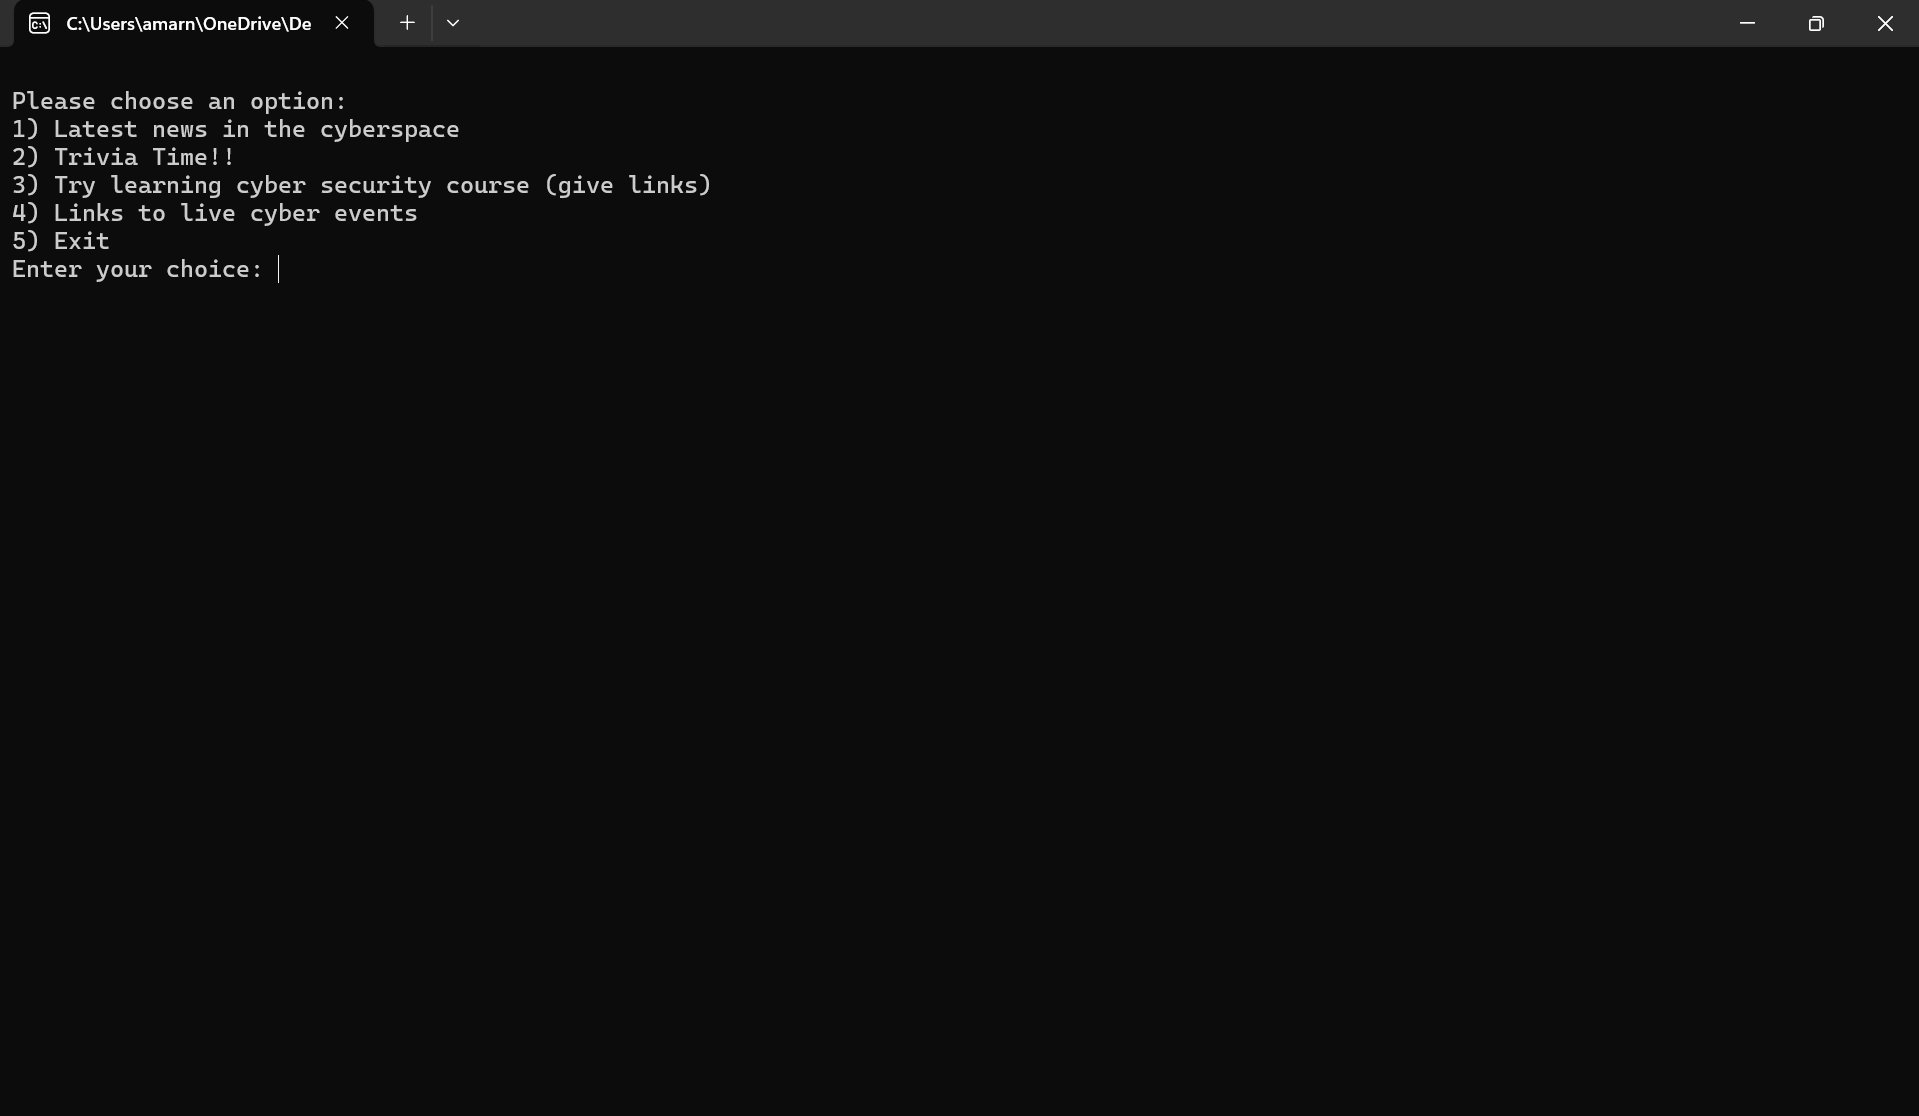 C:\Users\amarn\OneDrive\De
Please choose an option:
1) Latest news in the cyberspace
2) Trivia Time!!
3) Try learning cyber security course (give links)
4) Links to live cyber events
5) Exit
Enter your choice: